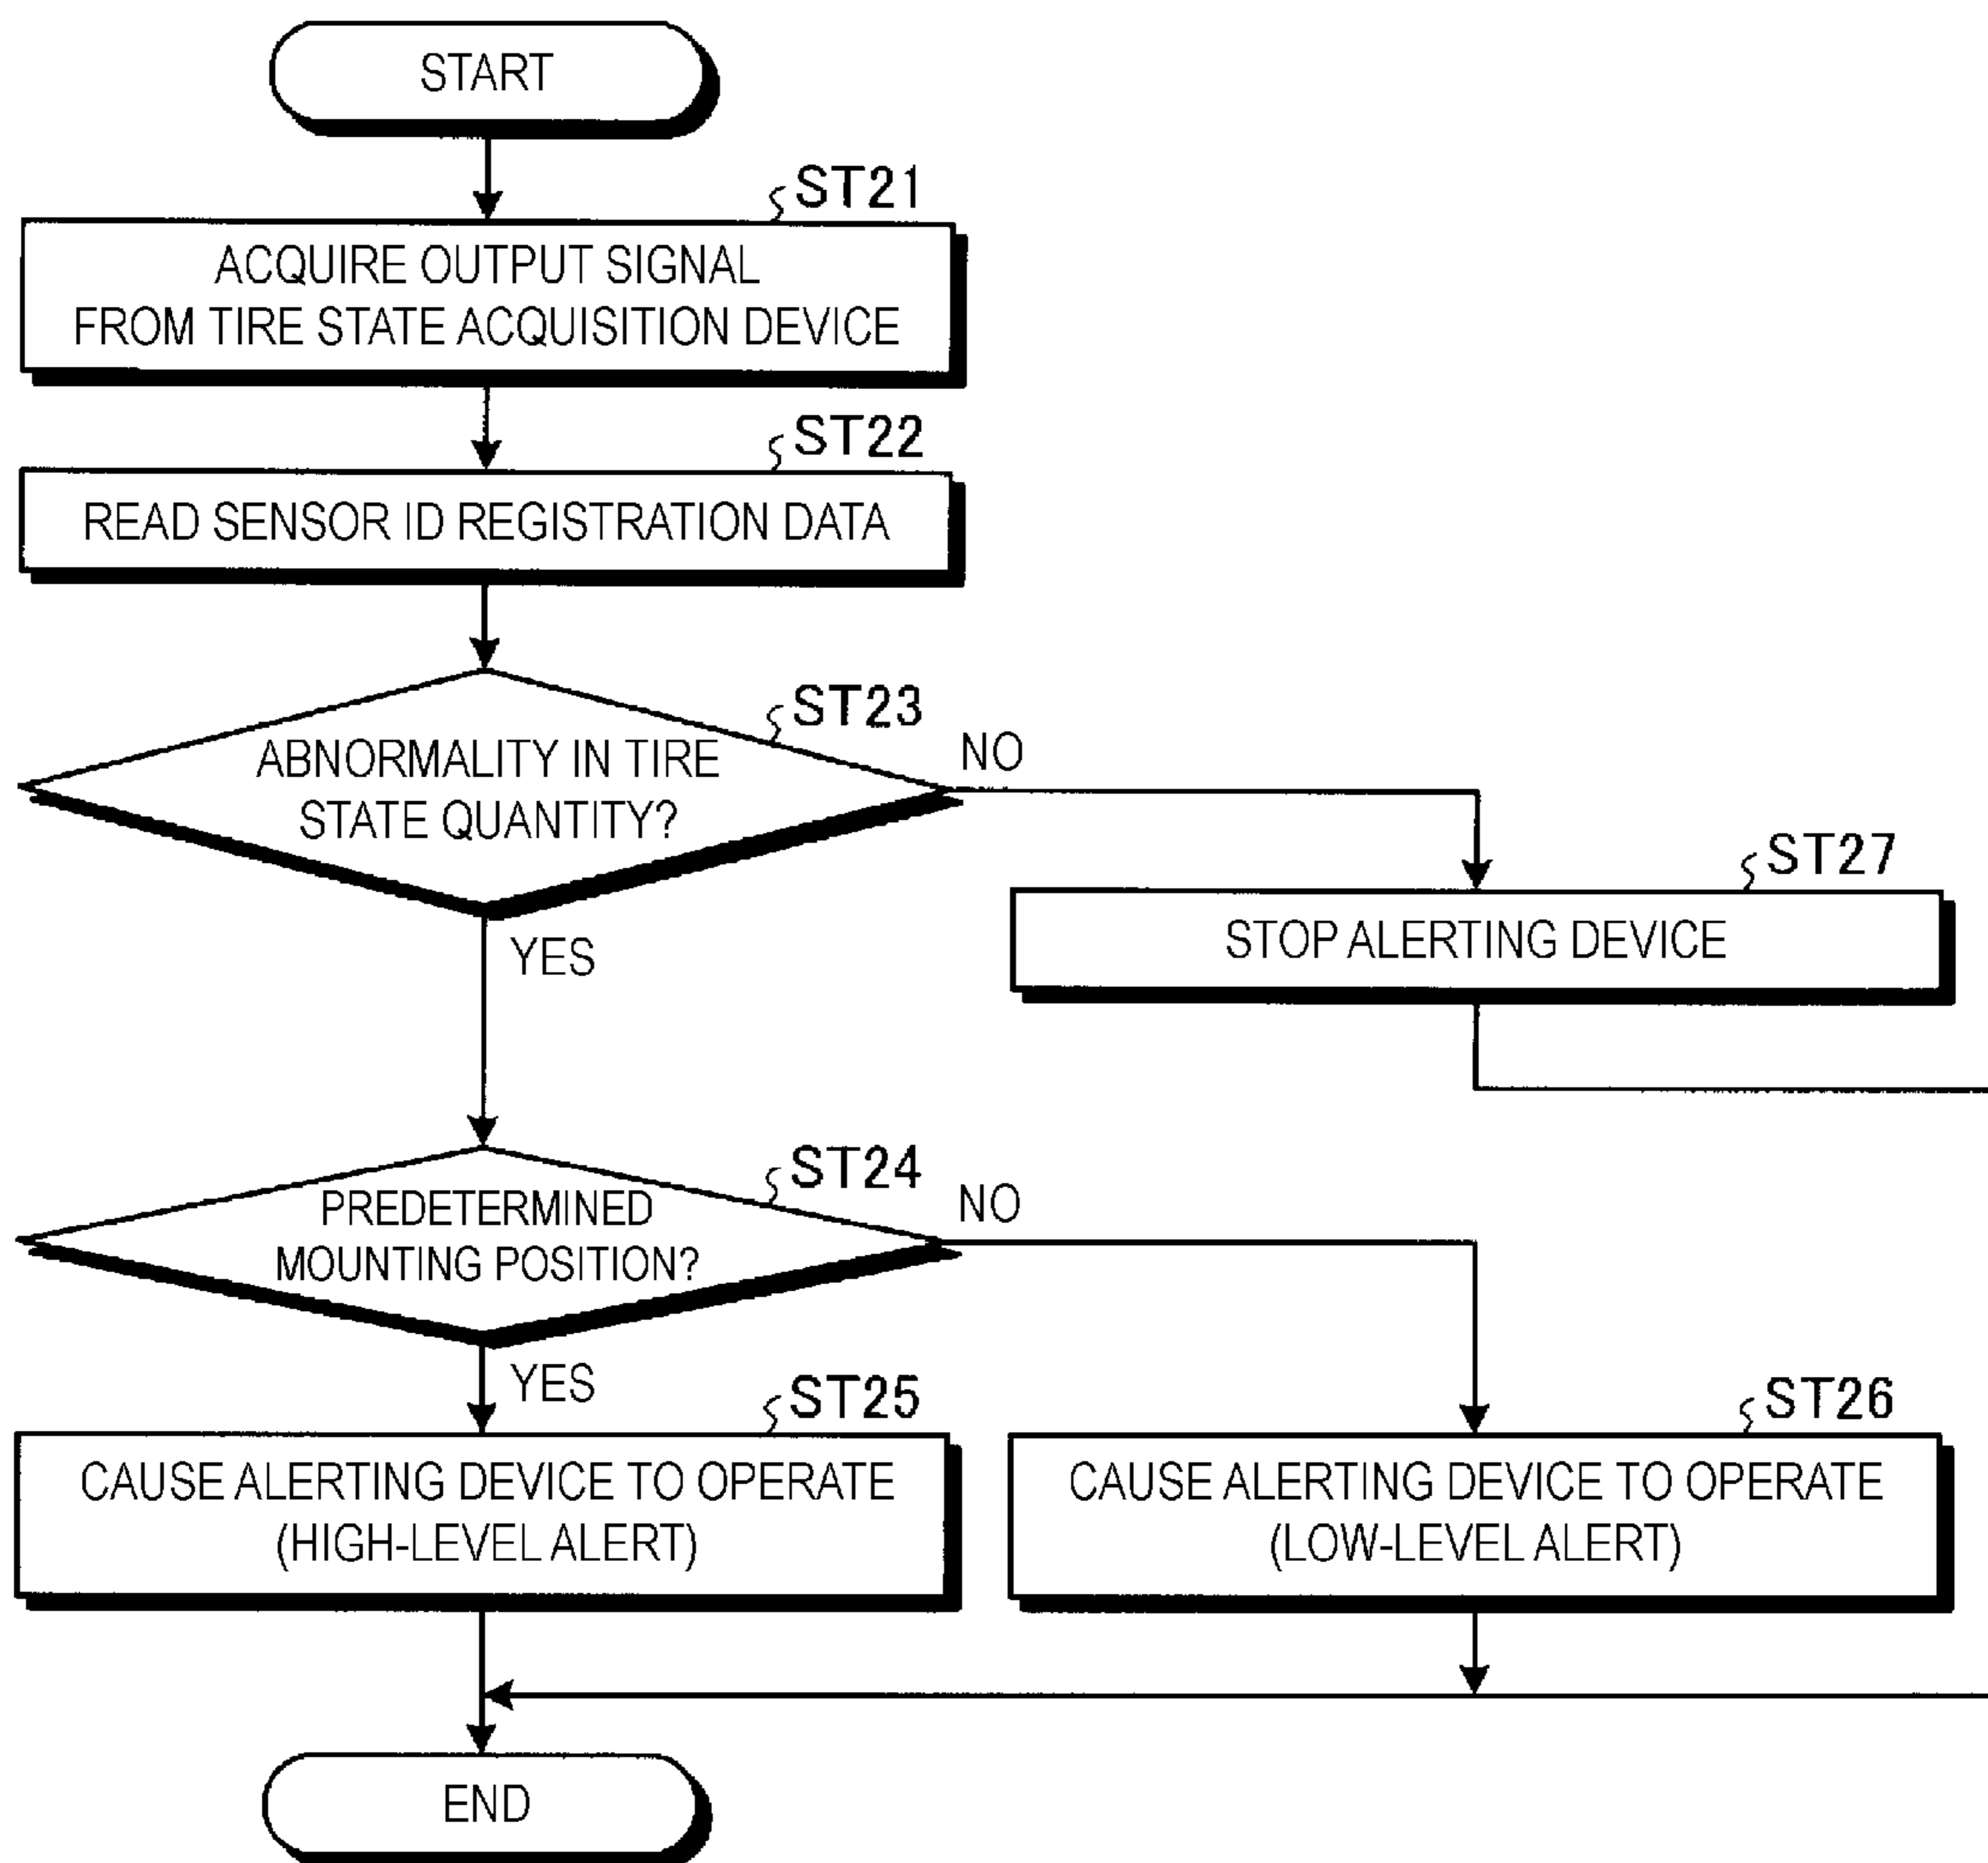 START
ST21
ACQUIRE OUTPUT SIGNAL
FROM TIRE STATE ACQUISITION DEVICE
ST22
READ SENSOR ID REGISTRATION DATA
ST23
ABNORMALITY IN TIRE
STATE QUANTITY?
NO
YES
ST27
STOP ALERTING DEVICE
ST24
PREDETERMINED
MOUNTING POSITION?
NO
YES
ST25
CAUSE ALERTING DEVICE TO OPERATE
(HIGH-LEVEL ALERT)
ST26
CAUSE ALERTING DEVICE TO OPERATE
(LOW-LEVEL ALERT)
END